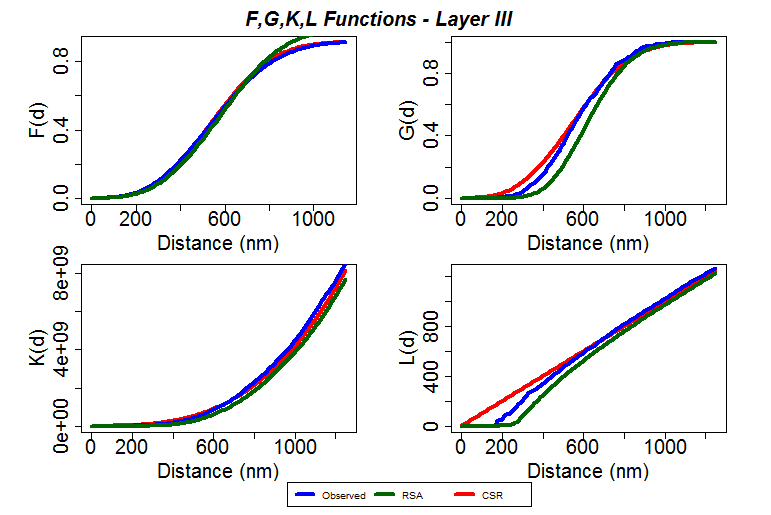 F,G,K,L Functions - Layer III
F(d)
0.0 0.4 0.8
0 200 600 1000
Distance (nm)
G(d)
0.0 0.4 0.8
0 200 600 1000
Distance (nm)
K(d)
0e+00 4e+09 8e+09
0 200 600 1000
Distance (nm)
L(d)
0 400 800
0 200 600 1000
Distance (nm)
Observed RSA CSR